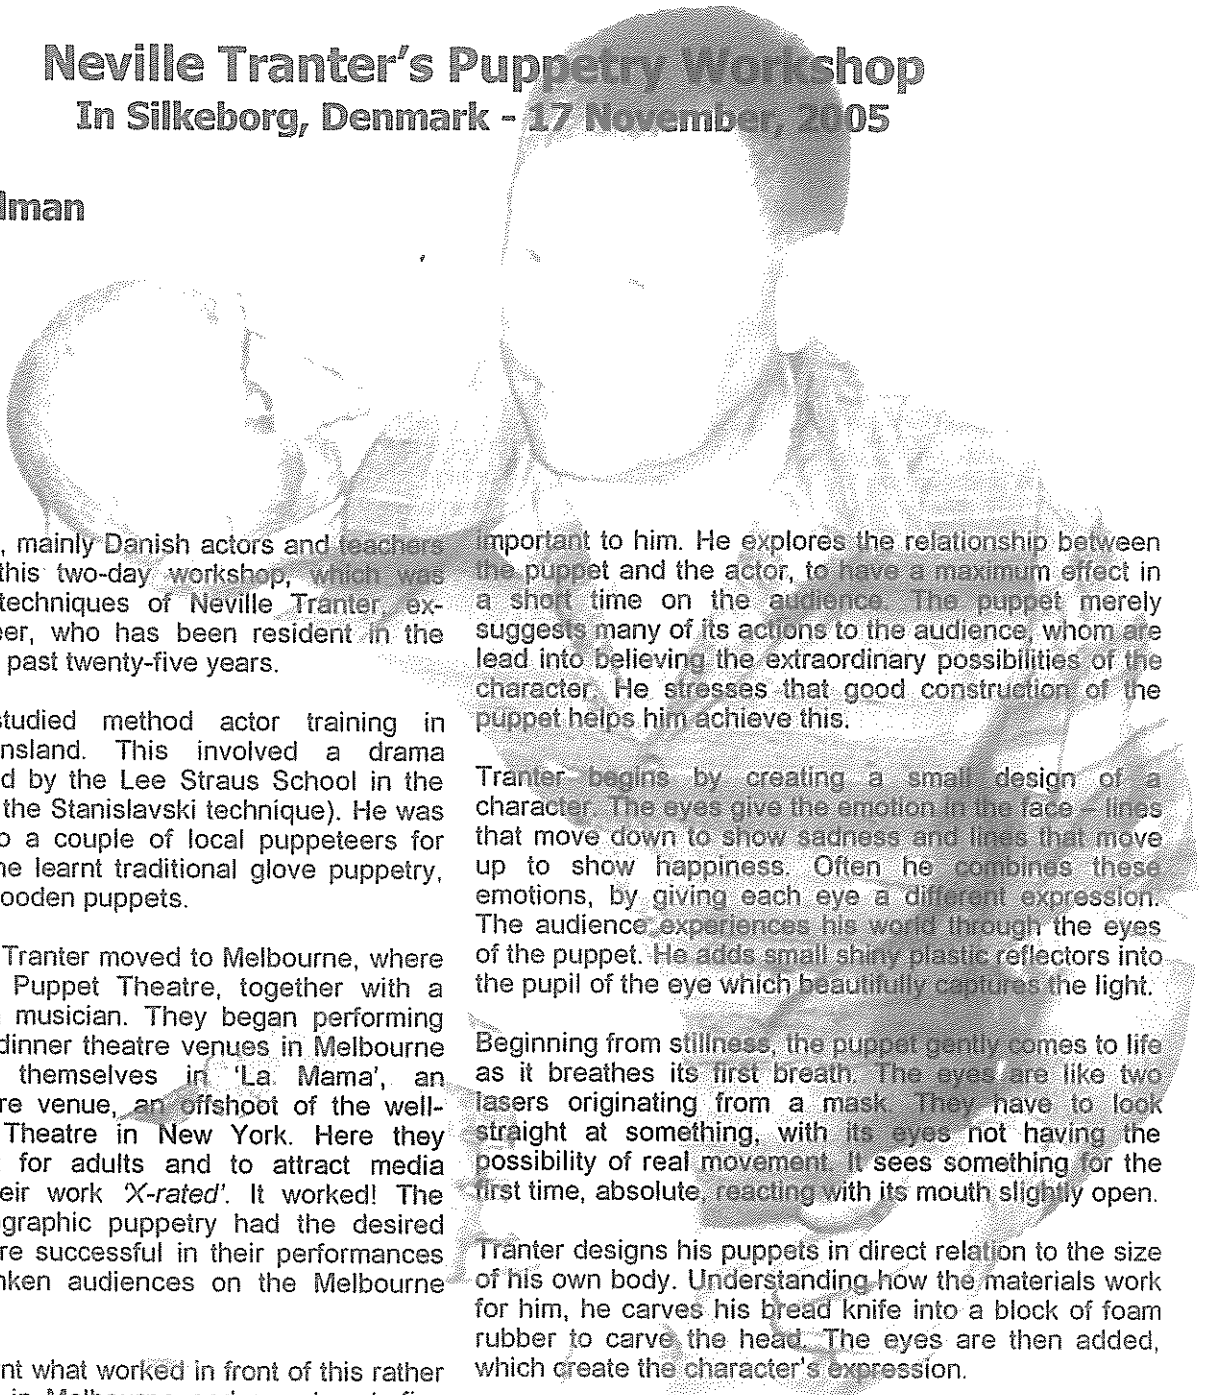 Neville Tranter's Puppetry Workshop
In Silkeborg, Denmark - 17 November, 2005
lman
, mainly Danish actors and teachers
this two-day workshop, which was
techniques of Neville Tranter, ex-
er, who has been resident in the
past twenty-five years.
studied method actor training in
nsland. This involved a drama
d by the Lee Straus School in the
the Stanislavski technique). He was
o a couple of local puppeteers for
he learnt traditional glove puppetry,
ooden puppets.
Tranter moved to Melbourne, where
Puppet Theatre, together with a
musician. They began performing
dinner theatre venues in Melbourne
themselves in 'La Mama', an
re venue, an offshoot of the well-
Theatre in New York. Here they
for adults and to attract media
eir work 'X-rated'. It worked! The
graphic puppetry had the desired
re successful in their performances
nken audiences on the Melbourne
nt what worked in front of this rather
important to him. He explores the relationship between
the puppet and the actor, to have a maximum effect in
a short time on the audience. The puppet merely
suggests many of its actions to the audience, whom are
lead into believing the extraordinary possibilities of the
character. He stresses that good construction of the
puppet helps him achieve this.
Tranter begins by creating a small design of a
character. The eyes give the emotion in the face – lines
that move down to show sadness and lines that move
up to show happiness. Often he combines these
emotions, by giving each eye a different expression.
The audience experiences his world through the eyes
of the puppet. He adds small shiny plastic reflectors into
the pupil of the eye which beautifully captures the light.
Beginning from stillness, the puppet gently comes to life
as it breathes its first breath. The eyes are like two
lasers originating from a mask. They have to look
straight at something, with its eyes not having the
possibility of real movement. It sees something for the
first time, absolute, reacting with its mouth slightly open.
Tranter designs his puppets in direct relation to the size
of his own body. Understanding how the materials work
for him, he carves his bread knife into a block of foam
rubber to carve the head. The eyes are then added,
which create the character's expression.